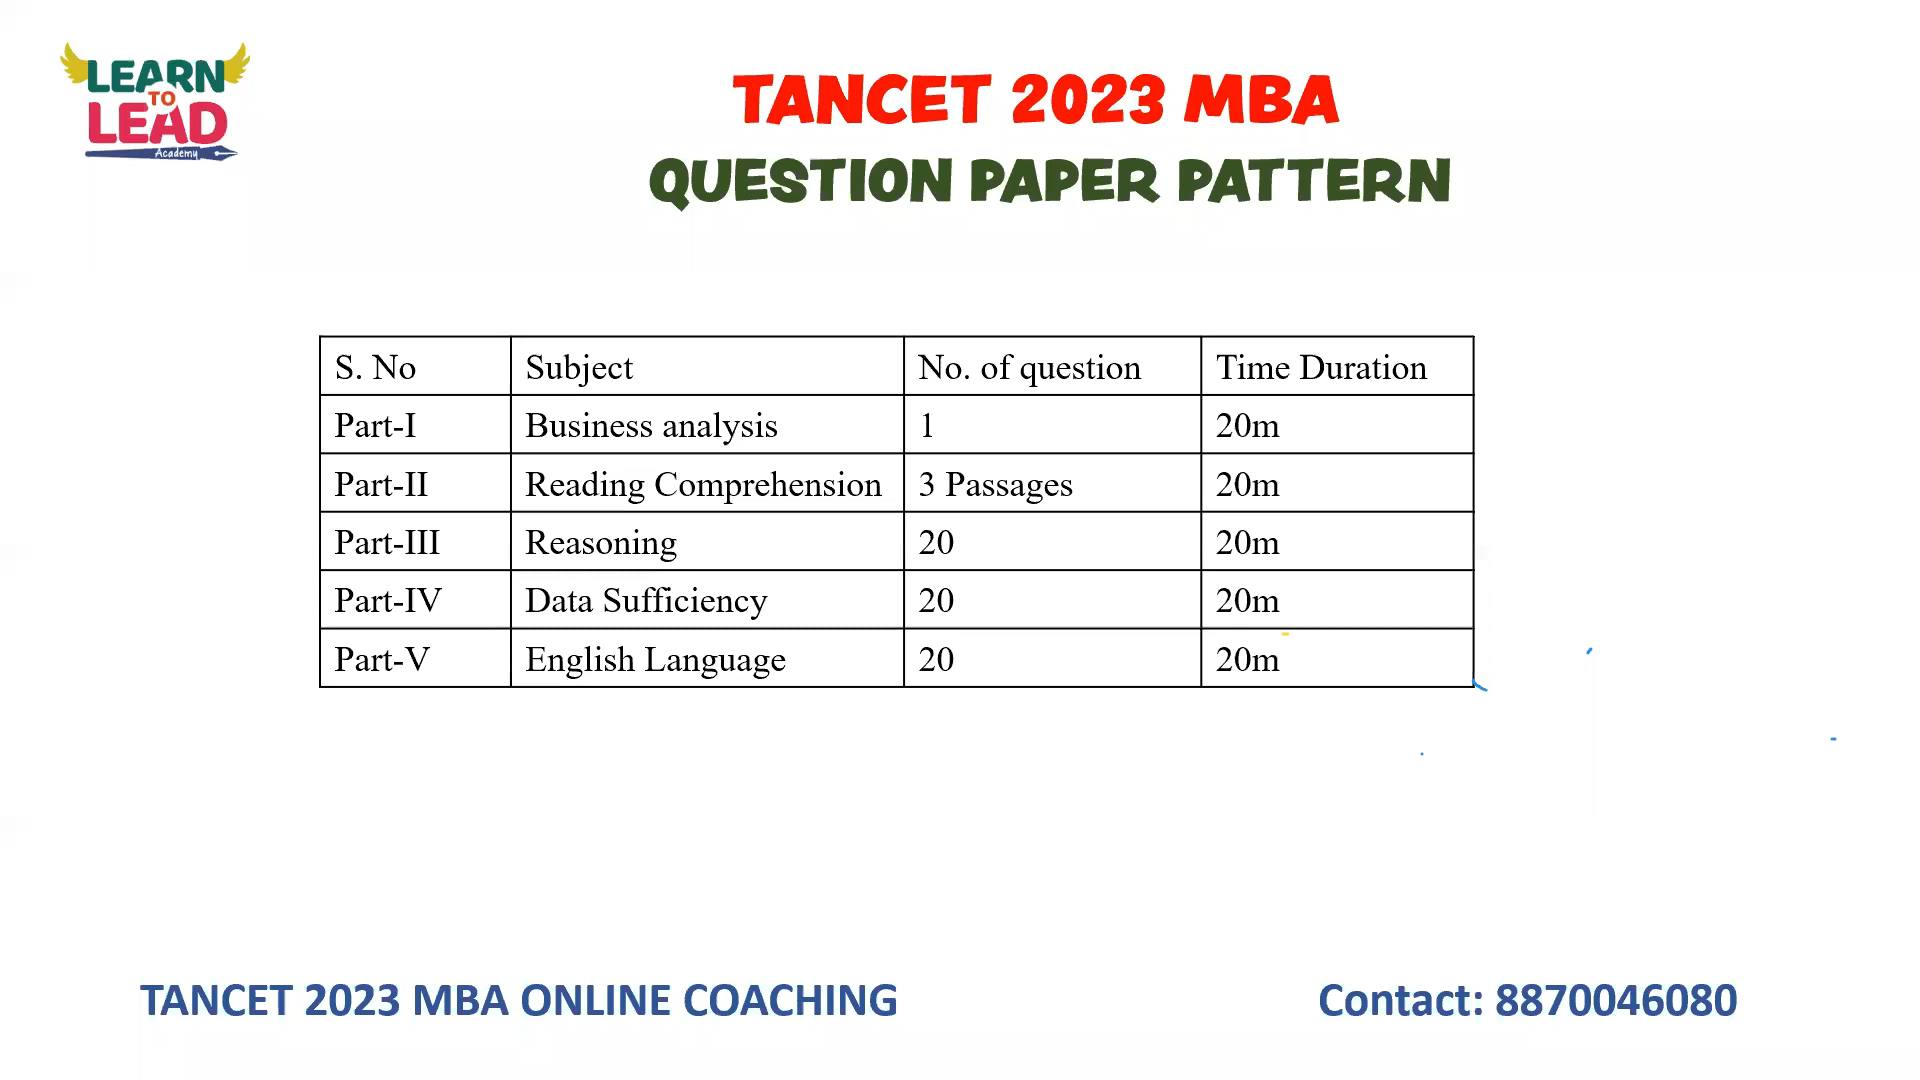 LEARN
TO
LEAD
Academy
TANCET 2023 MBA
QUESTION PAPER PATTERN
S. No Subject No. of question Time Duration
Part-I Business analysis 1 20m
Part-II Reading Comprehension 3 Passages 20m
Part-III Reasoning 20 20m
Part-IV Data Sufficiency 20 20m
Part-V English Language 20 20m
TANCET 2023 MBA ONLINE COACHING Contact: 8870046080